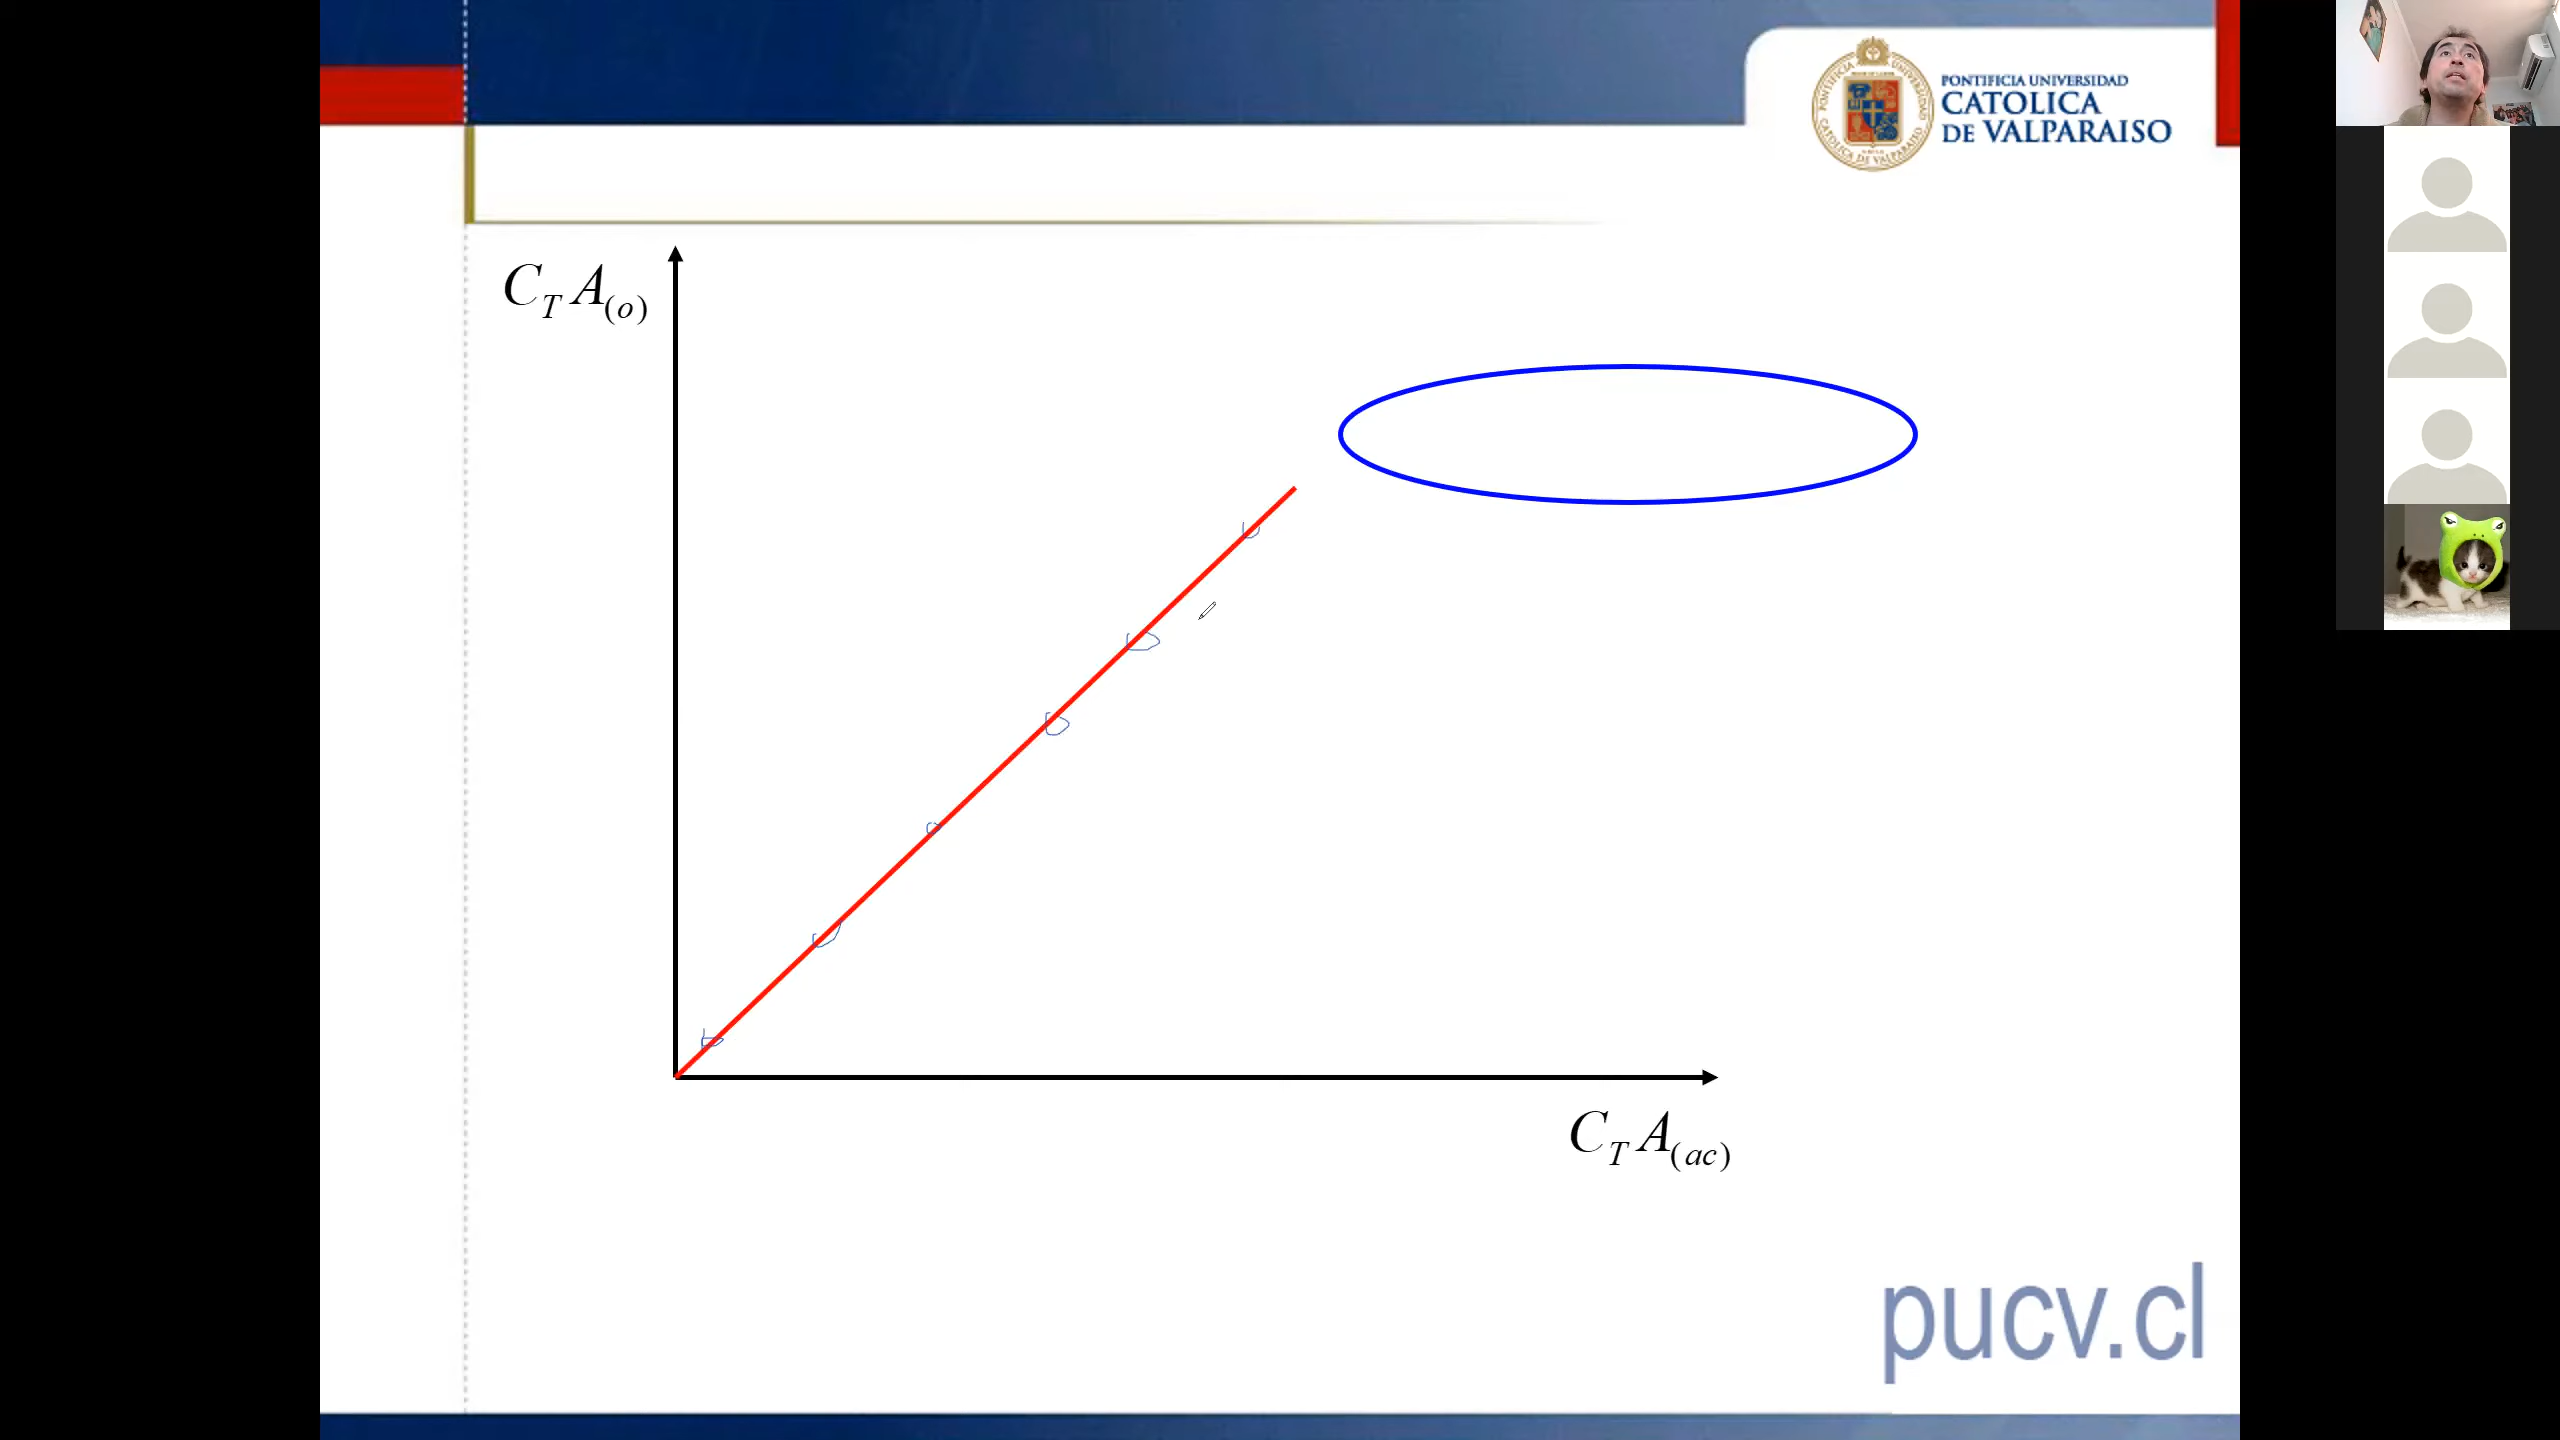 PONTIFICIA UNIVERSIDAD
CATOLICA
DE VALPARAISO
C_T A_(o)
C_T A_(ac)
pucv.cl